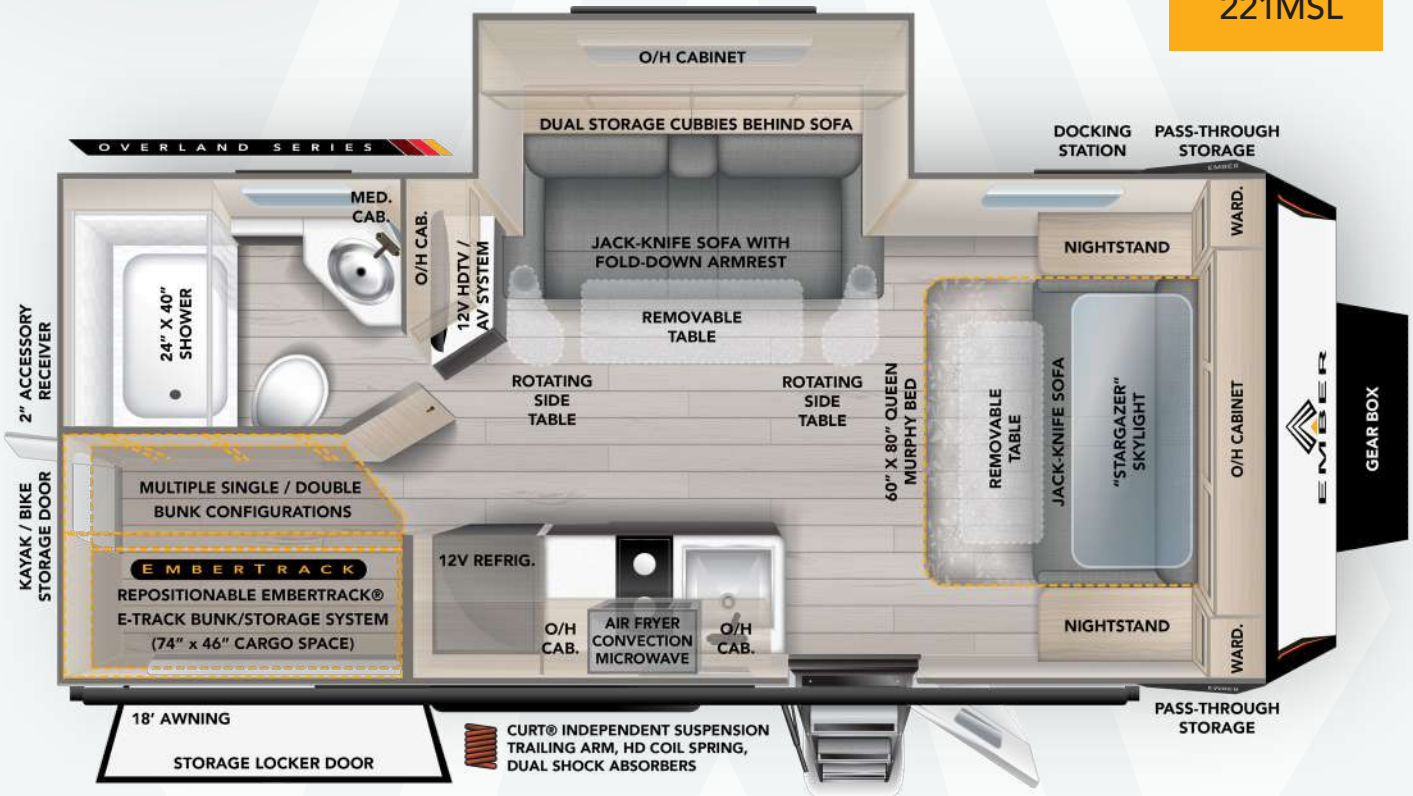 221MSL
O/H CABINET
DUAL STORAGE CUBBIES BEHIND SOFA
OVERLAND SERIES
DOCKING
STATION
PASS-THROUGH
STORAGE
EMBER
MED.
CAB.
O/H CAB.
12V HDTV /
AV SYSTEM
JACK-KNIFE SOFA WITH
FOLD-DOWN ARMREST
NIGHTSTAND
WARD.
2" ACCESSORY
RECEIVER
24" X 40"
SHOWER
REMOVABLE
TABLE
ROTATING
SIDE
TABLE
ROTATING
SIDE
TABLE
60" X 80" QUEEN
MURPHY BED
REMOVABLE
TABLE
JACK-KNIFE SOFA
"STARGAZER"
SKYLIGHT
O/H CABINET
EMBER
GEAR BOX
KAYAK / BIKE
STORAGE DOOR
MULTIPLE SINGLE / DOUBLE
BUNK CONFIGURATIONS
EMBERTRACK
REPOSITIONABLE EMBERTRACK®
E-TRACK BUNK/STORAGE SYSTEM
(74" x 46" CARGO SPACE)
12V REFRIG.
O/H
CAB.
AIR FRYER
CONVECTION
MICROWAVE
O/H
CAB.
NIGHTSTAND
WARD.
EMBER
PASS-THROUGH
STORAGE
18' AWNING
STORAGE LOCKER DOOR
CURT® INDEPENDENT SUSPENSION
TRAILING ARM, HD COIL SPRING,
DUAL SHOCK ABSORBERS